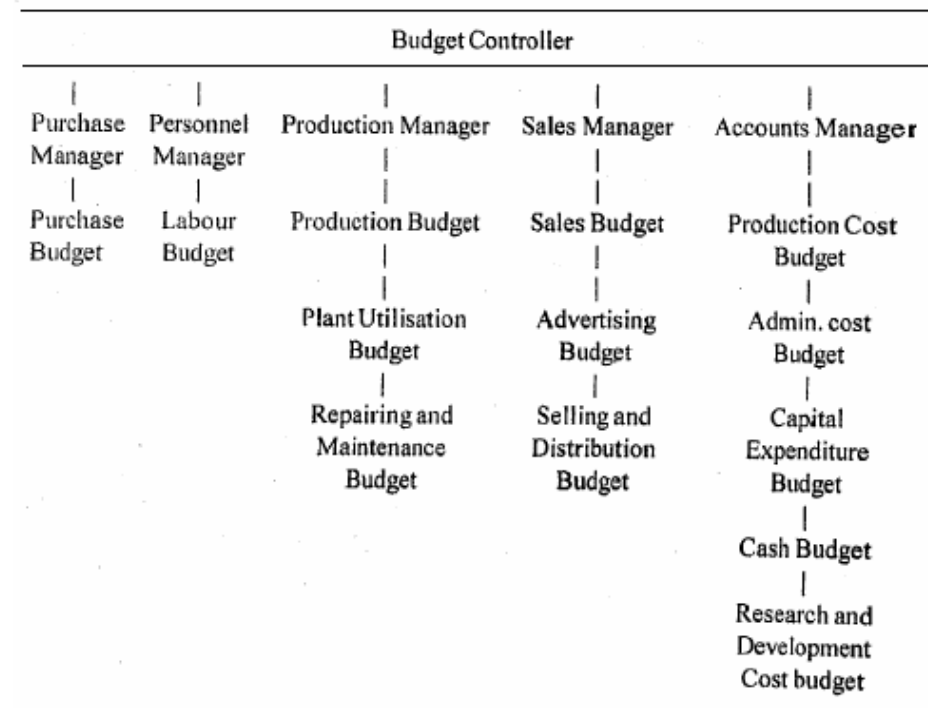 Budget Controller
Purchase Manager
Personnel Manager
Production Manager
Sales Manager
Accounts Manager
Purchase Budget
Labour Budget
Production Budget
Sales Budget
Production Cost Budget
Plant Utilisation Budget
Advertising Budget
Admin. cost Budget
Repairing and Maintenance Budget
Selling and Distribution Budget
Capital Expenditure Budget
Cash Budget
Research and Development Cost budget